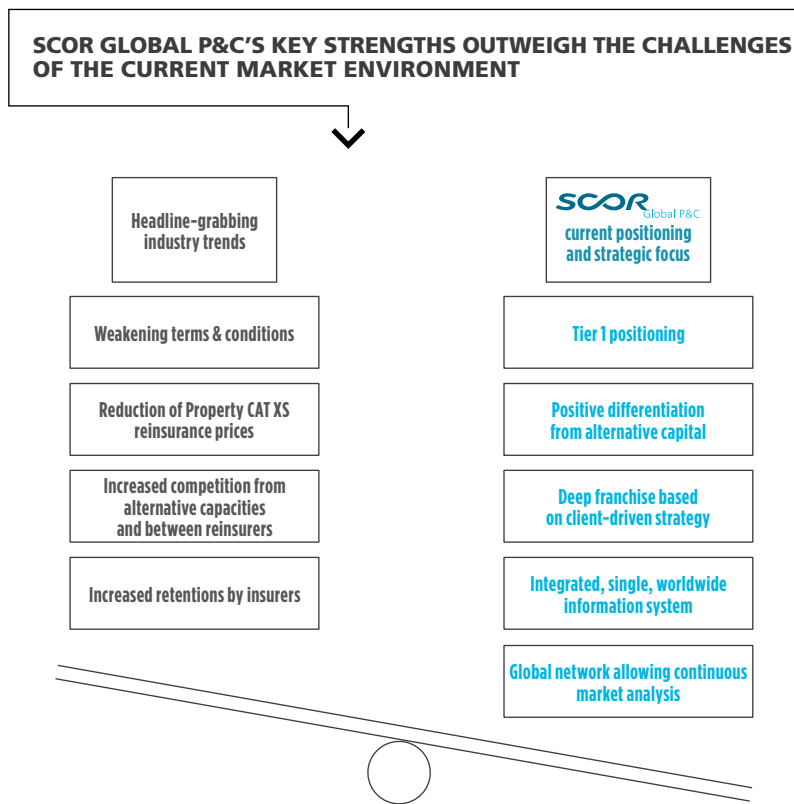 SCOR GLOBAL P&C'S KEY STRENGTHS OUTWEIGH THE CHALLENGES
OF THE CURRENT MARKET ENVIRONMENT
Headline-grabbing
industry trends
Weakening terms & conditions
Reduction of Property CAT XS
reinsurance prices
Increased competition from
alternative capacities
and between reinsurers
Increased retentions by insurers
SCOR
Global P&C
current positioning
and strategic focus
Tier 1 positioning
Positive differentiation
from alternative capital
Deep franchise based
on client-driven strategy
Integrated, single, worldwide
information system
Global network allowing continuous
market analysis